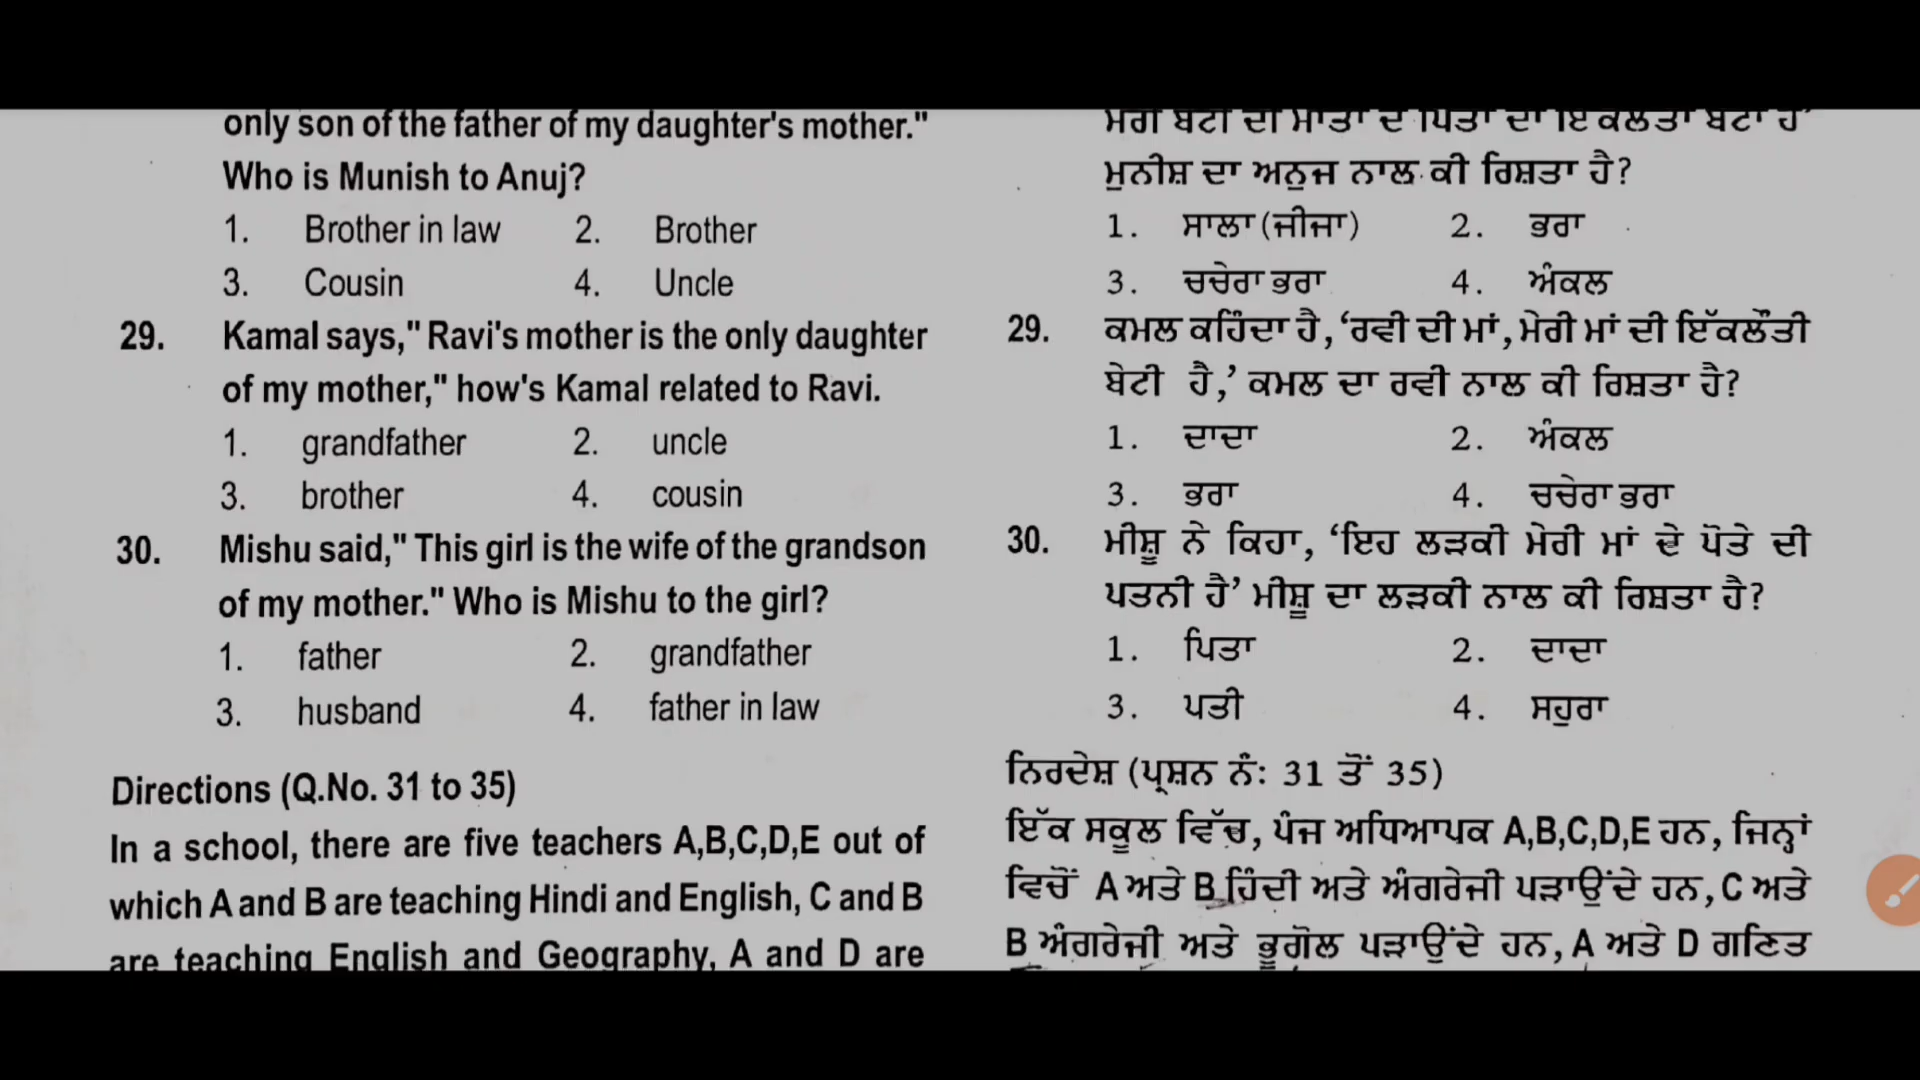 only son of the father of my daughter's mother."
Who is Munish to Anuj?
1. Brother in law 2. Brother
3. Cousin 4. Uncle
29. Kamal says," Ravi's mother is the only daughter
of my mother," how's Kamal related to Ravi.
1. grandfather 2. uncle
3. brother 4. cousin
30. Mishu said," This girl is the wife of the grandson
of my mother." Who is Mishu to the girl?
1. father 2. grandfather
3. husband 4. father in law
Directions (Q.No. 31 to 35)
In a school, there are five teachers A,B,C,D,E out of
which A and B are teaching Hindi and English, C and B
are teaching English and Geography, A and D are
ਮੇਰੀ ਬੇਟੀ ਦੀ ਮਾਤਾ ਦੇ ਪਿਤਾ ਦਾ ਇਕਲੌਤਾ ਬੇਟਾ ਹੈ'
ਮੁਨੀਸ਼ ਦਾ ਅਨੁਜ ਨਾਲ ਕੀ ਰਿਸ਼ਤਾ ਹੈ?
1. ਸਾਲਾ (ਜੀਜਾ) 2. ਭਰਾ
3. ਚਚੇਰਾ ਭਰਾ 4. ਅੰਕਲ
29. ਕਮਲ ਕਹਿੰਦਾ ਹੈ, ‘ਰਵੀ ਦੀ ਮਾਂ, ਮੇਰੀ ਮਾਂ ਦੀ ਇੱਕਲੌਤੀ
ਬੇਟੀ ਹੈ,’ ਕਮਲ ਦਾ ਰਵੀ ਨਾਲ ਕੀ ਰਿਸ਼ਤਾ ਹੈ?
1. ਦਾਦਾ 2. ਅੰਕਲ
3. ਭਰਾ 4. ਚਚੇਰਾ ਭਰਾ
30. ਮੀਸ਼ੂ ਨੇ ਕਿਹਾ, ‘ਇਹ ਲੜਕੀ ਮੇਰੀ ਮਾਂ ਦੇ ਪੋਤੇ ਦੀ
ਪਤਨੀ ਹੈ’ ਮੀਸ਼ੂ ਦਾ ਲੜਕੀ ਨਾਲ ਕੀ ਰਿਸ਼ਤਾ ਹੈ?
1. ਪਿਤਾ 2. ਦਾਦਾ
3. ਪਤੀ 4. ਸਹੁਰਾ
ਨਿਰਦੇਸ਼ (ਪ੍ਰਸ਼ਨ ਨੰ: 31 ਤੋਂ 35)
ਇੱਕ ਸਕੂਲ ਵਿੱਚ, ਪੰਜ ਅਧਿਆਪਕ A,B,C,D,E ਹਨ, ਜਿਨ੍ਹਾਂ
ਵਿਚੋਂ A ਅਤੇ B ਹਿੰਦੀ ਅਤੇ ਅੰਗਰੇਜੀ ਪੜਾਉਂਦੇ ਹਨ, C ਅਤੇ
B ਅੰਗਰੇਜੀ ਅਤੇ ਭੂਗੋਲ ਪੜਾਉਂਦੇ ਹਨ, A ਅਤੇ D ਗਣਿਤ